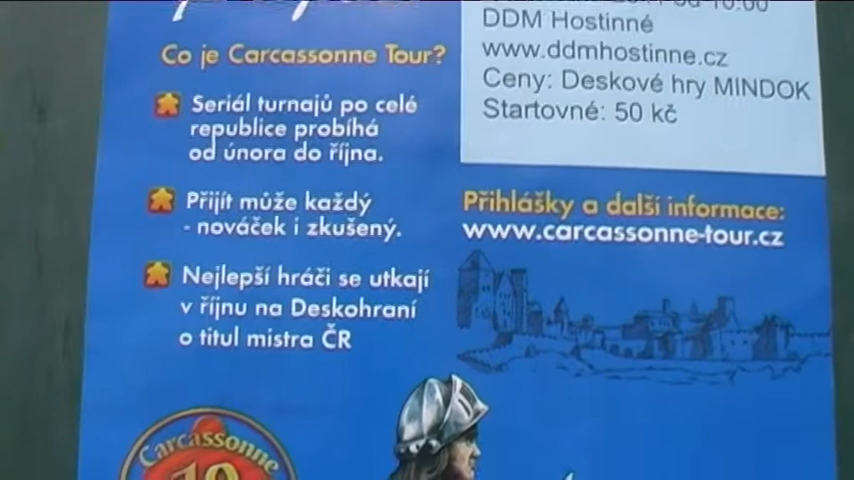 DDM Hostinné
www.ddmhostinne.cz
Ceny: Deskové hry MINDOK
Startovné: 50 kč
Co je Carcassonne Tour?
Seriál turnajů po celé
republice probíhá
od února do října.
Přijít může každý
- nováček i zkušený.
Nejlepší hráči se utkají
v říjnu na Deskohraní
o titul mistra ČR
Přihlášky a další informace:
www.carcassonne-tour.cz
Carcassonne
10